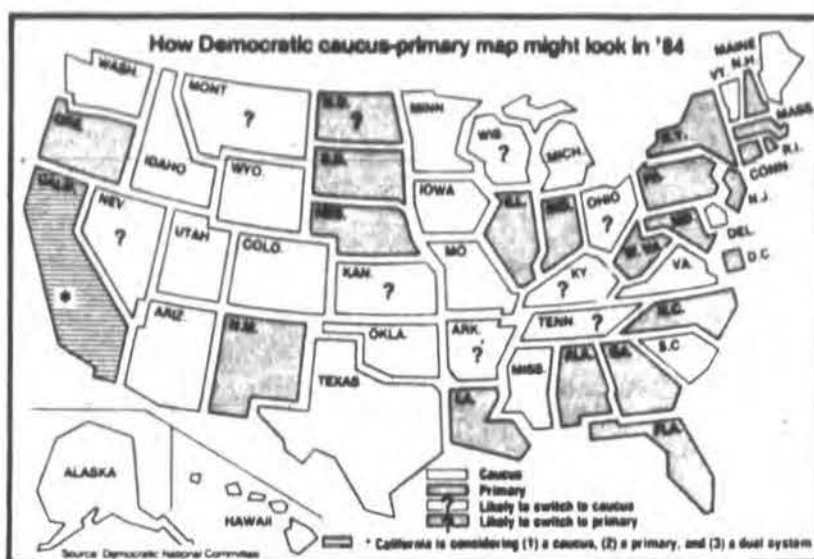 How Democratic caucus-primary map might look in '84
MAINE
VT. N.H.
WASH.
MONT
?
N.D.
?
MINN
MASS.
ORE.
IDAHO
S.D.
WIS.
?
MICH.
N.Y.
R.I.
CONN.
WYO.
IOWA
PA.
N.J.
CALIF.
NEV.
?
NEB.
ILL.
IND.
OHIO
?
MD.
DEL.
UTAH
COLO.
MO.
W. VA.
D.C.
KAN.
?
KY.
?
VA.
*
ARIZ.
N.M.
OKLA.
ARK.
?
TENN.
?
N.C.
TEXAS
MISS.
ALA.
GA.
S.C
LA.
FLA.
ALASKA
HAWAII
Caucus
Primary
? Likely to switch to caucus
? Likely to switch to primary
* California is considering (1) a caucus, (2) a primary, and (3) a dual system
Source: Democratic National Committee